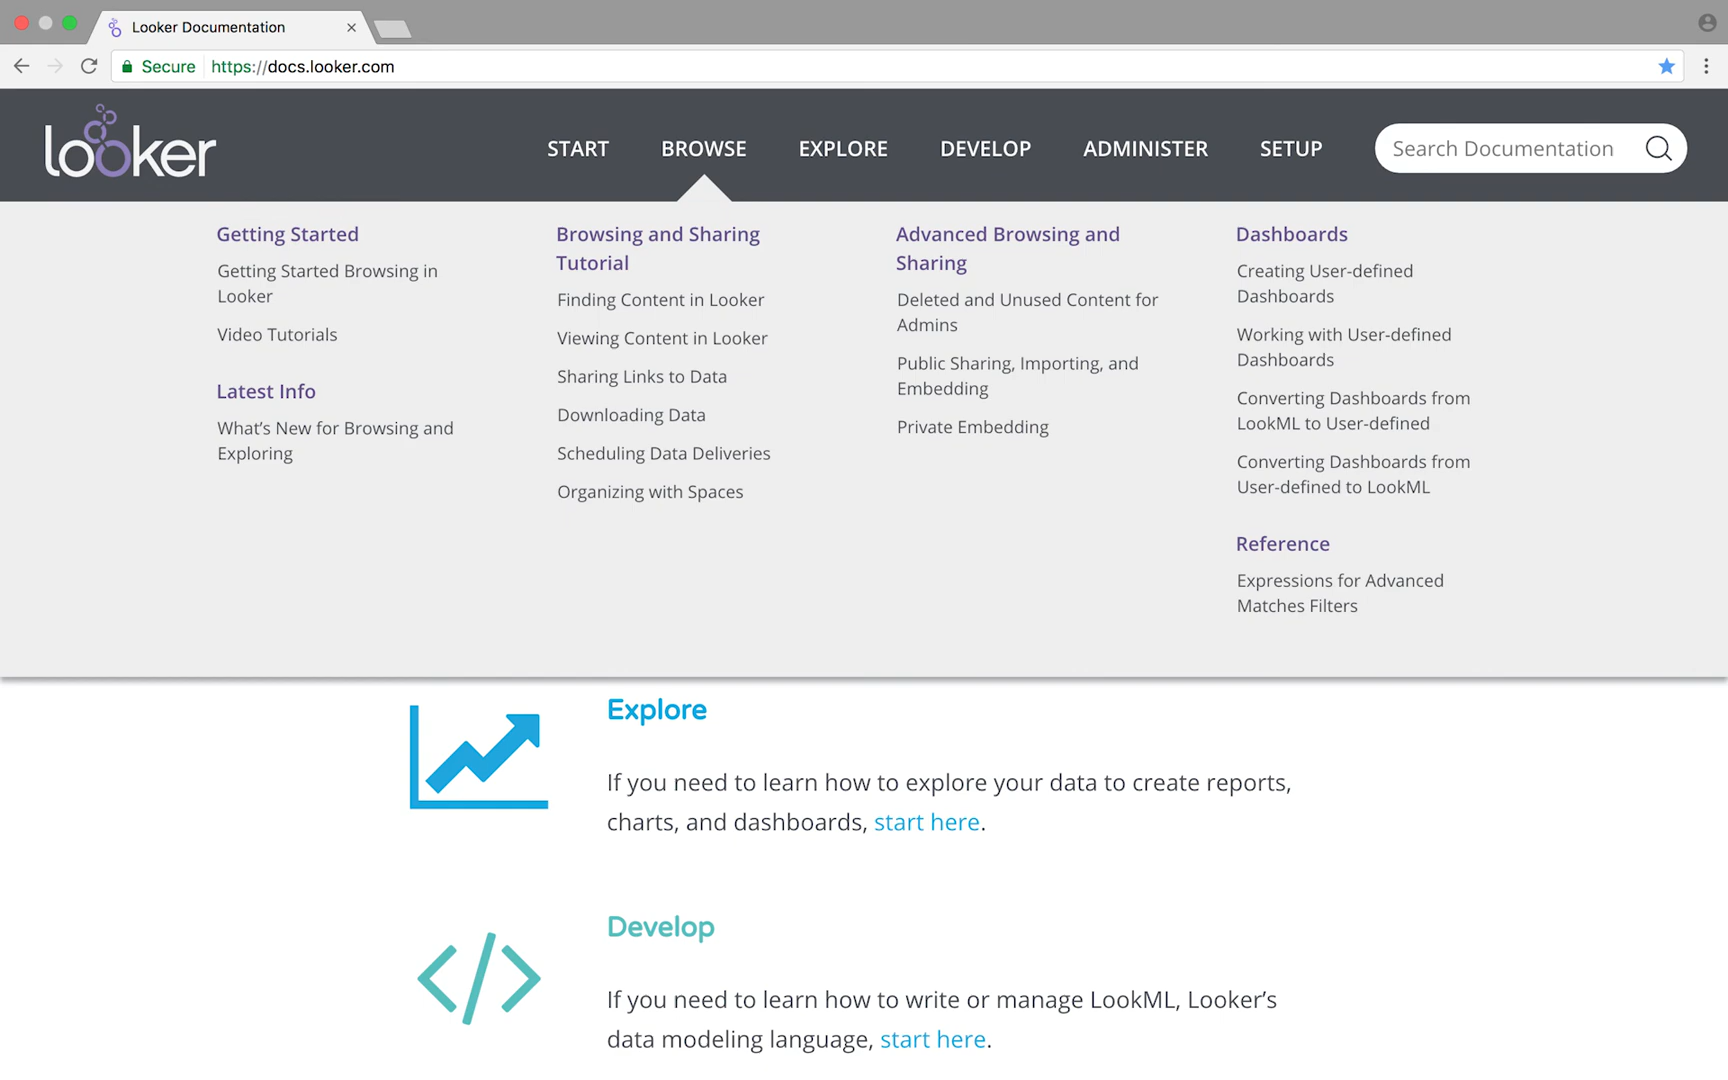 Looker Documentation
Secure https://docs.looker.com
looker
START BROWSE EXPLORE DEVELOP ADMINISTER SETUP Search Documentation
Getting Started
Getting Started Browsing in
Looker
Video Tutorials
Latest Info
What’s New for Browsing and
Exploring
Browsing and Sharing
Tutorial
Finding Content in Looker
Viewing Content in Looker
Sharing Links to Data
Downloading Data
Scheduling Data Deliveries
Organizing with Spaces
Advanced Browsing and
Sharing
Deleted and Unused Content for
Admins
Public Sharing, Importing, and
Embedding
Private Embedding
Dashboards
Creating User-defined
Dashboards
Working with User-defined
Dashboards
Converting Dashboards from
LookML to User-defined
Converting Dashboards from
User-defined to LookML
Reference
Expressions for Advanced
Matches Filters
Explore
If you need to learn how to explore your data to create reports,
charts, and dashboards, start here.
Develop
If you need to learn how to write or manage LookML, Looker’s
data modeling language, start here.